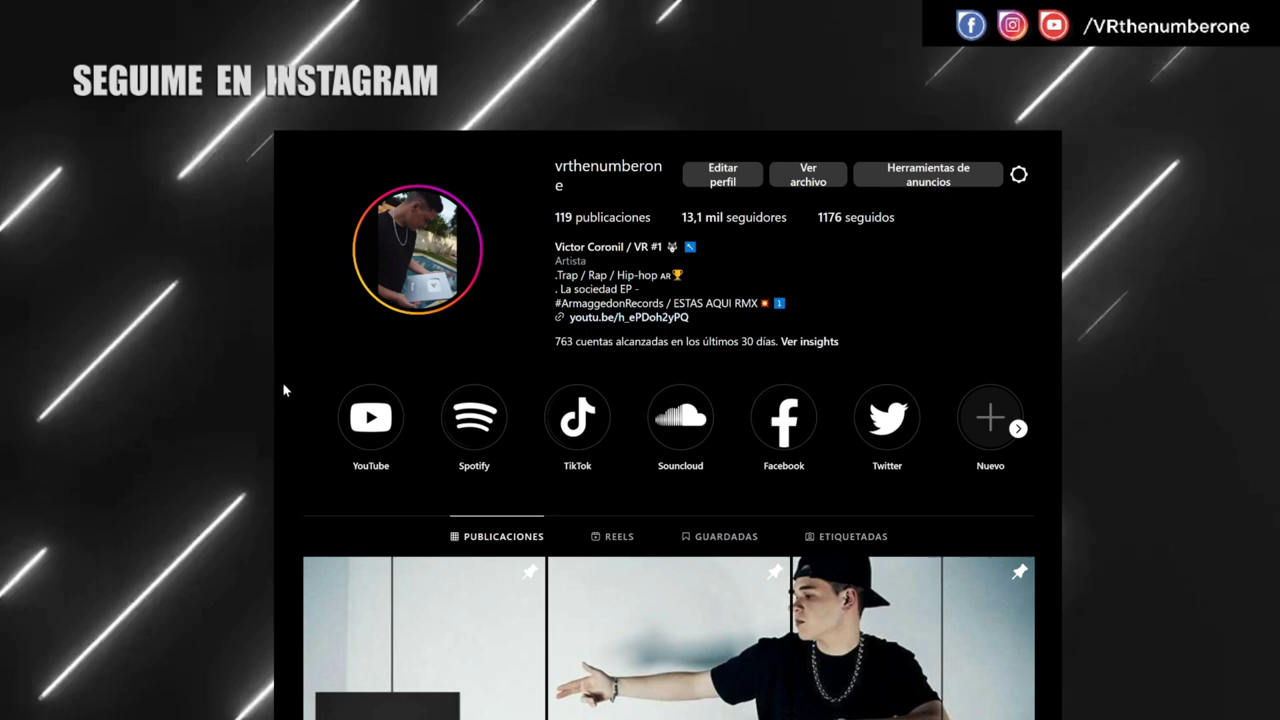 /VRthenumberone
SEGUIME EN INSTAGRAM
vrthenumberon
e
Editar
perfil
Ver
archivo
Herramientas de
anuncios
119 publicaciones 13,1 mil seguidores 1176 seguidos
Victor Coronil / VR #1
Artista
.Trap / Rap / Hip-hop AR🏆
. La sociedad EP -
#ArmaggedonRecords / ESTAS AQUI RMX 💥
youtu.be/h_ePDoh2yPQ
763 cuentas alcanzadas en los últimos 30 días. Ver insights
YouTube Spotify TikTok Souncloud Facebook Twitter Nuevo
PUBLICACIONES REELS GUARDADAS ETIQUETADAS